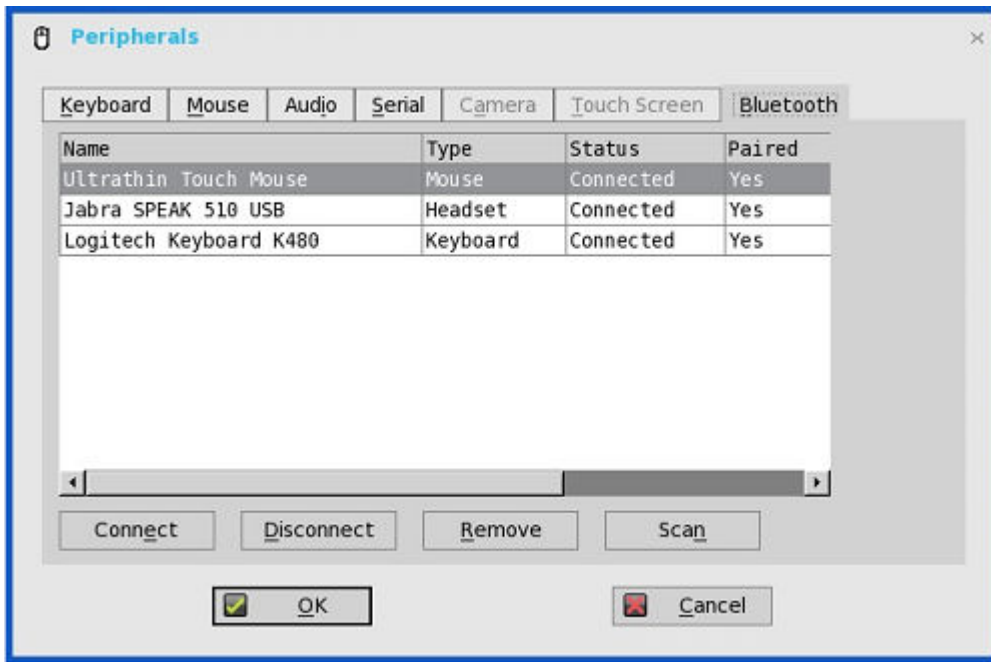 Peripherals
Keyboard Mouse Audio Serial Camera Touch Screen Bluetooth
Name Type Status Paired
Ultrathin Touch Mouse Mouse Connected Yes
Jabra SPEAK 510 USB Headset Connected Yes
Logitech Keyboard K480 Keyboard Connected Yes
Connect Disconnect Remove Scan
OK Cancel